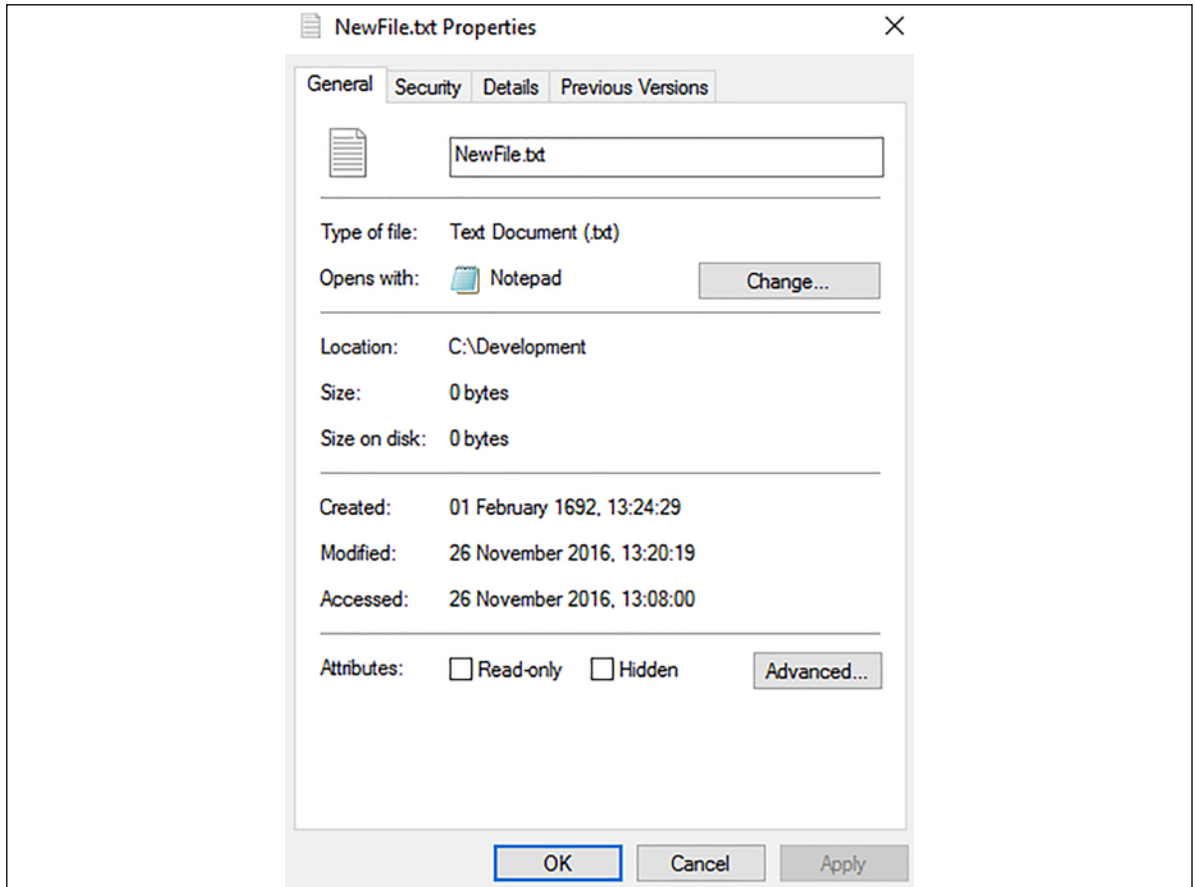 NewFile.txt Properties
General Security Details Previous Versions
NewFile.txt
Type of file: Text Document (.txt)
Opens with: Notepad Change...
Location: C:\Development
Size: 0 bytes
Size on disk: 0 bytes
Created: 01 February 1692, 13:24:29
Modified: 26 November 2016, 13:20:19
Accessed: 26 November 2016, 13:08:00
Attributes: Read-only Hidden Advanced...
OK Cancel Apply